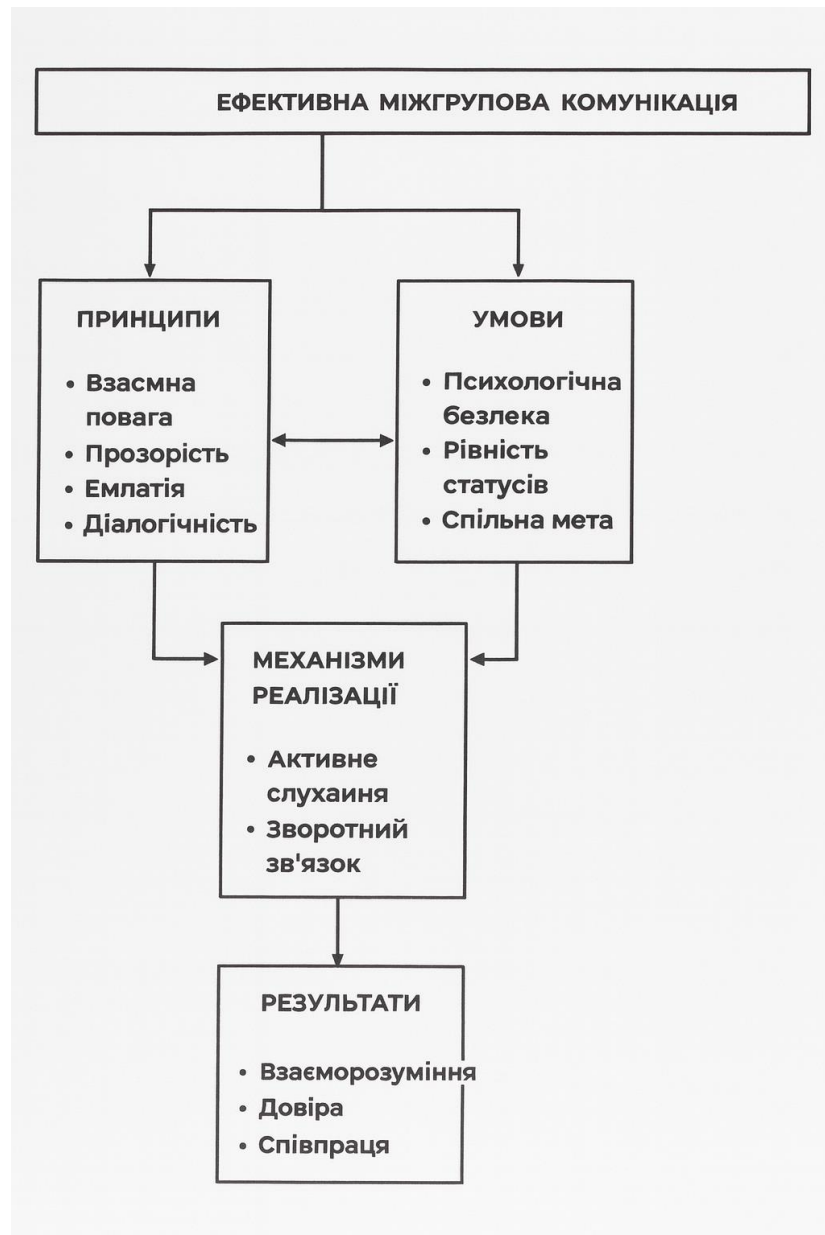 ЕФЕКТИВНА МІЖГРУПОВА КОМУНІКАЦІЯ
ПРИНЦИПИ
• Взасмна
повага
• Прозорість
• Емлатія
• Діалогічність
УМОВИ
• Психологічна
безлека
• Рівність
статусів
• Спільна мета
МЕХАНІЗМИ
РЕАЛІЗАЦІЇ
• Активне
слухаиня
• Зворотний
зв'язок
РЕЗУЛЬТАТИ
• Взаєморозуміння
• Довіра
• Співпраця